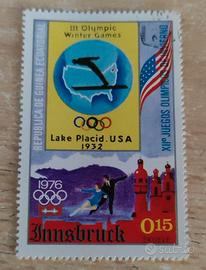 III Olympic
Winter Games
Lake Placid. USA
1932
REPUBLICA DE GUINEA ECUATORIAL
XIIº JUEGOS OLIMPICOS DE INVIERNO
1976
Innsbruck
0.15